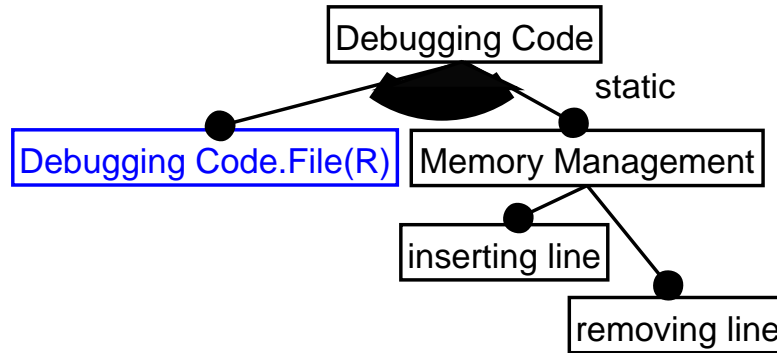 Debugging Code
static
Debugging Code.File(R)
Memory Management
inserting line
removing line